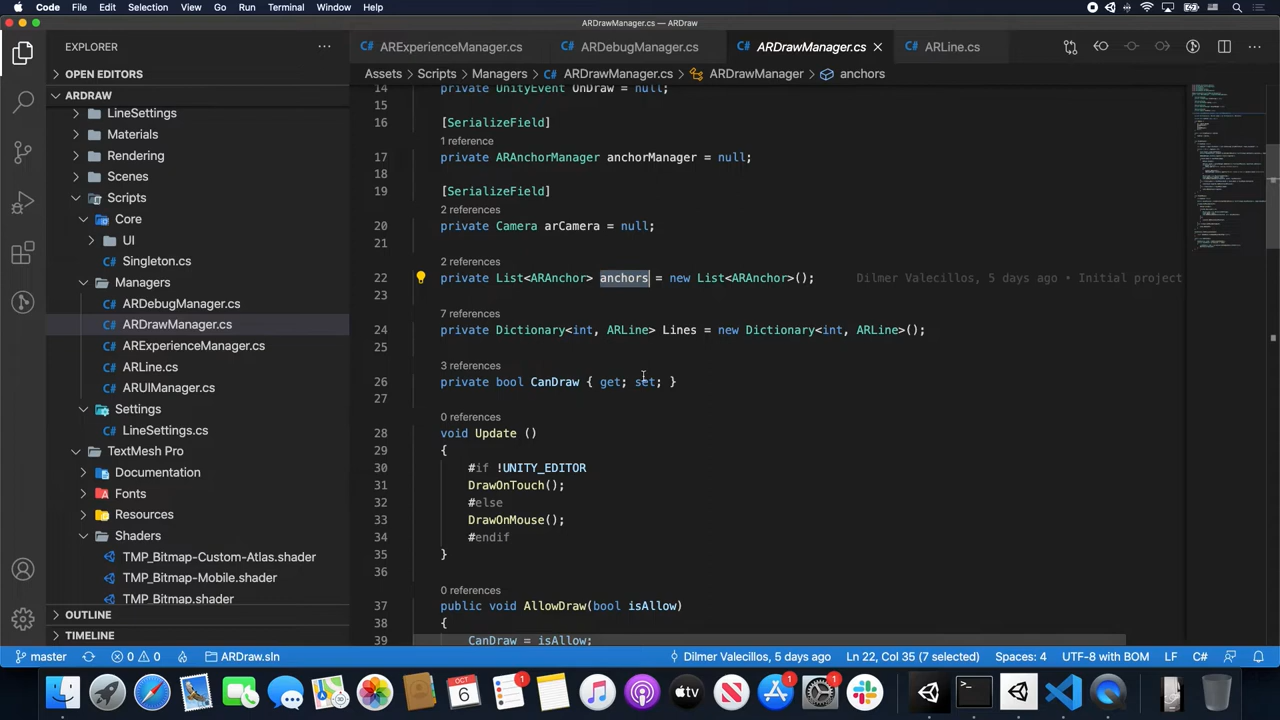 Code File Edit Selection View Go Run Terminal Window Help
ARDrawManager.cs — ARDraw
EXPLORER
ARExperienceManager.cs ARDebugManager.cs ARDrawManager.cs ARLine.cs
Assets Scripts Managers ARDrawManager.cs ARDrawManager anchors
OPEN EDITORS
ARDRAW
LineSettings
Materials
Rendering
Scenes
Scripts
Core
UI
Singleton.cs
Managers
ARDebugManager.cs
ARDrawManager.cs
ARExperienceManager.cs
ARLine.cs
ARUIManager.cs
Settings
LineSettings.cs
TextMesh Pro
Documentation
Fonts
Resources
Shaders
TMP_Bitmap-Custom-Atlas.shader
TMP_Bitmap-Mobile.shader
TMP_Bitmap.shader
OUTLINE
TIMELINE
14 private UnityEvent OnDraw = null;
15
16 [SerializeField]
1 reference
17 private ARAnchorManager anchorManager = null;
18
19 [SerializeField]
2 references
20 private Camera arCamera = null;
21
2 references
22 private List<ARAnchor> anchors = new List<ARAnchor>(); Dilmer Valecillos, 5 days ago • Initial project
23
7 references
24 private Dictionary<int, ARLine> Lines = new Dictionary<int, ARLine>();
25
3 references
26 private bool CanDraw { get; set; }
27
0 references
28 void Update ()
29 {
30 #if !UNITY_EDITOR
31 DrawOnTouch();
32 #else
33 DrawOnMouse();
34 #endif
35 }
36
0 references
37 public void AllowDraw(bool isAllow)
38 {
39 CanDraw = isAllow;
master 0 0 ARDraw.sln Dilmer Valecillos, 5 days ago Ln 22, Col 35 (7 selected) Spaces: 4 UTF-8 with BOM LF C#
OCT
6
1
tv
1
1